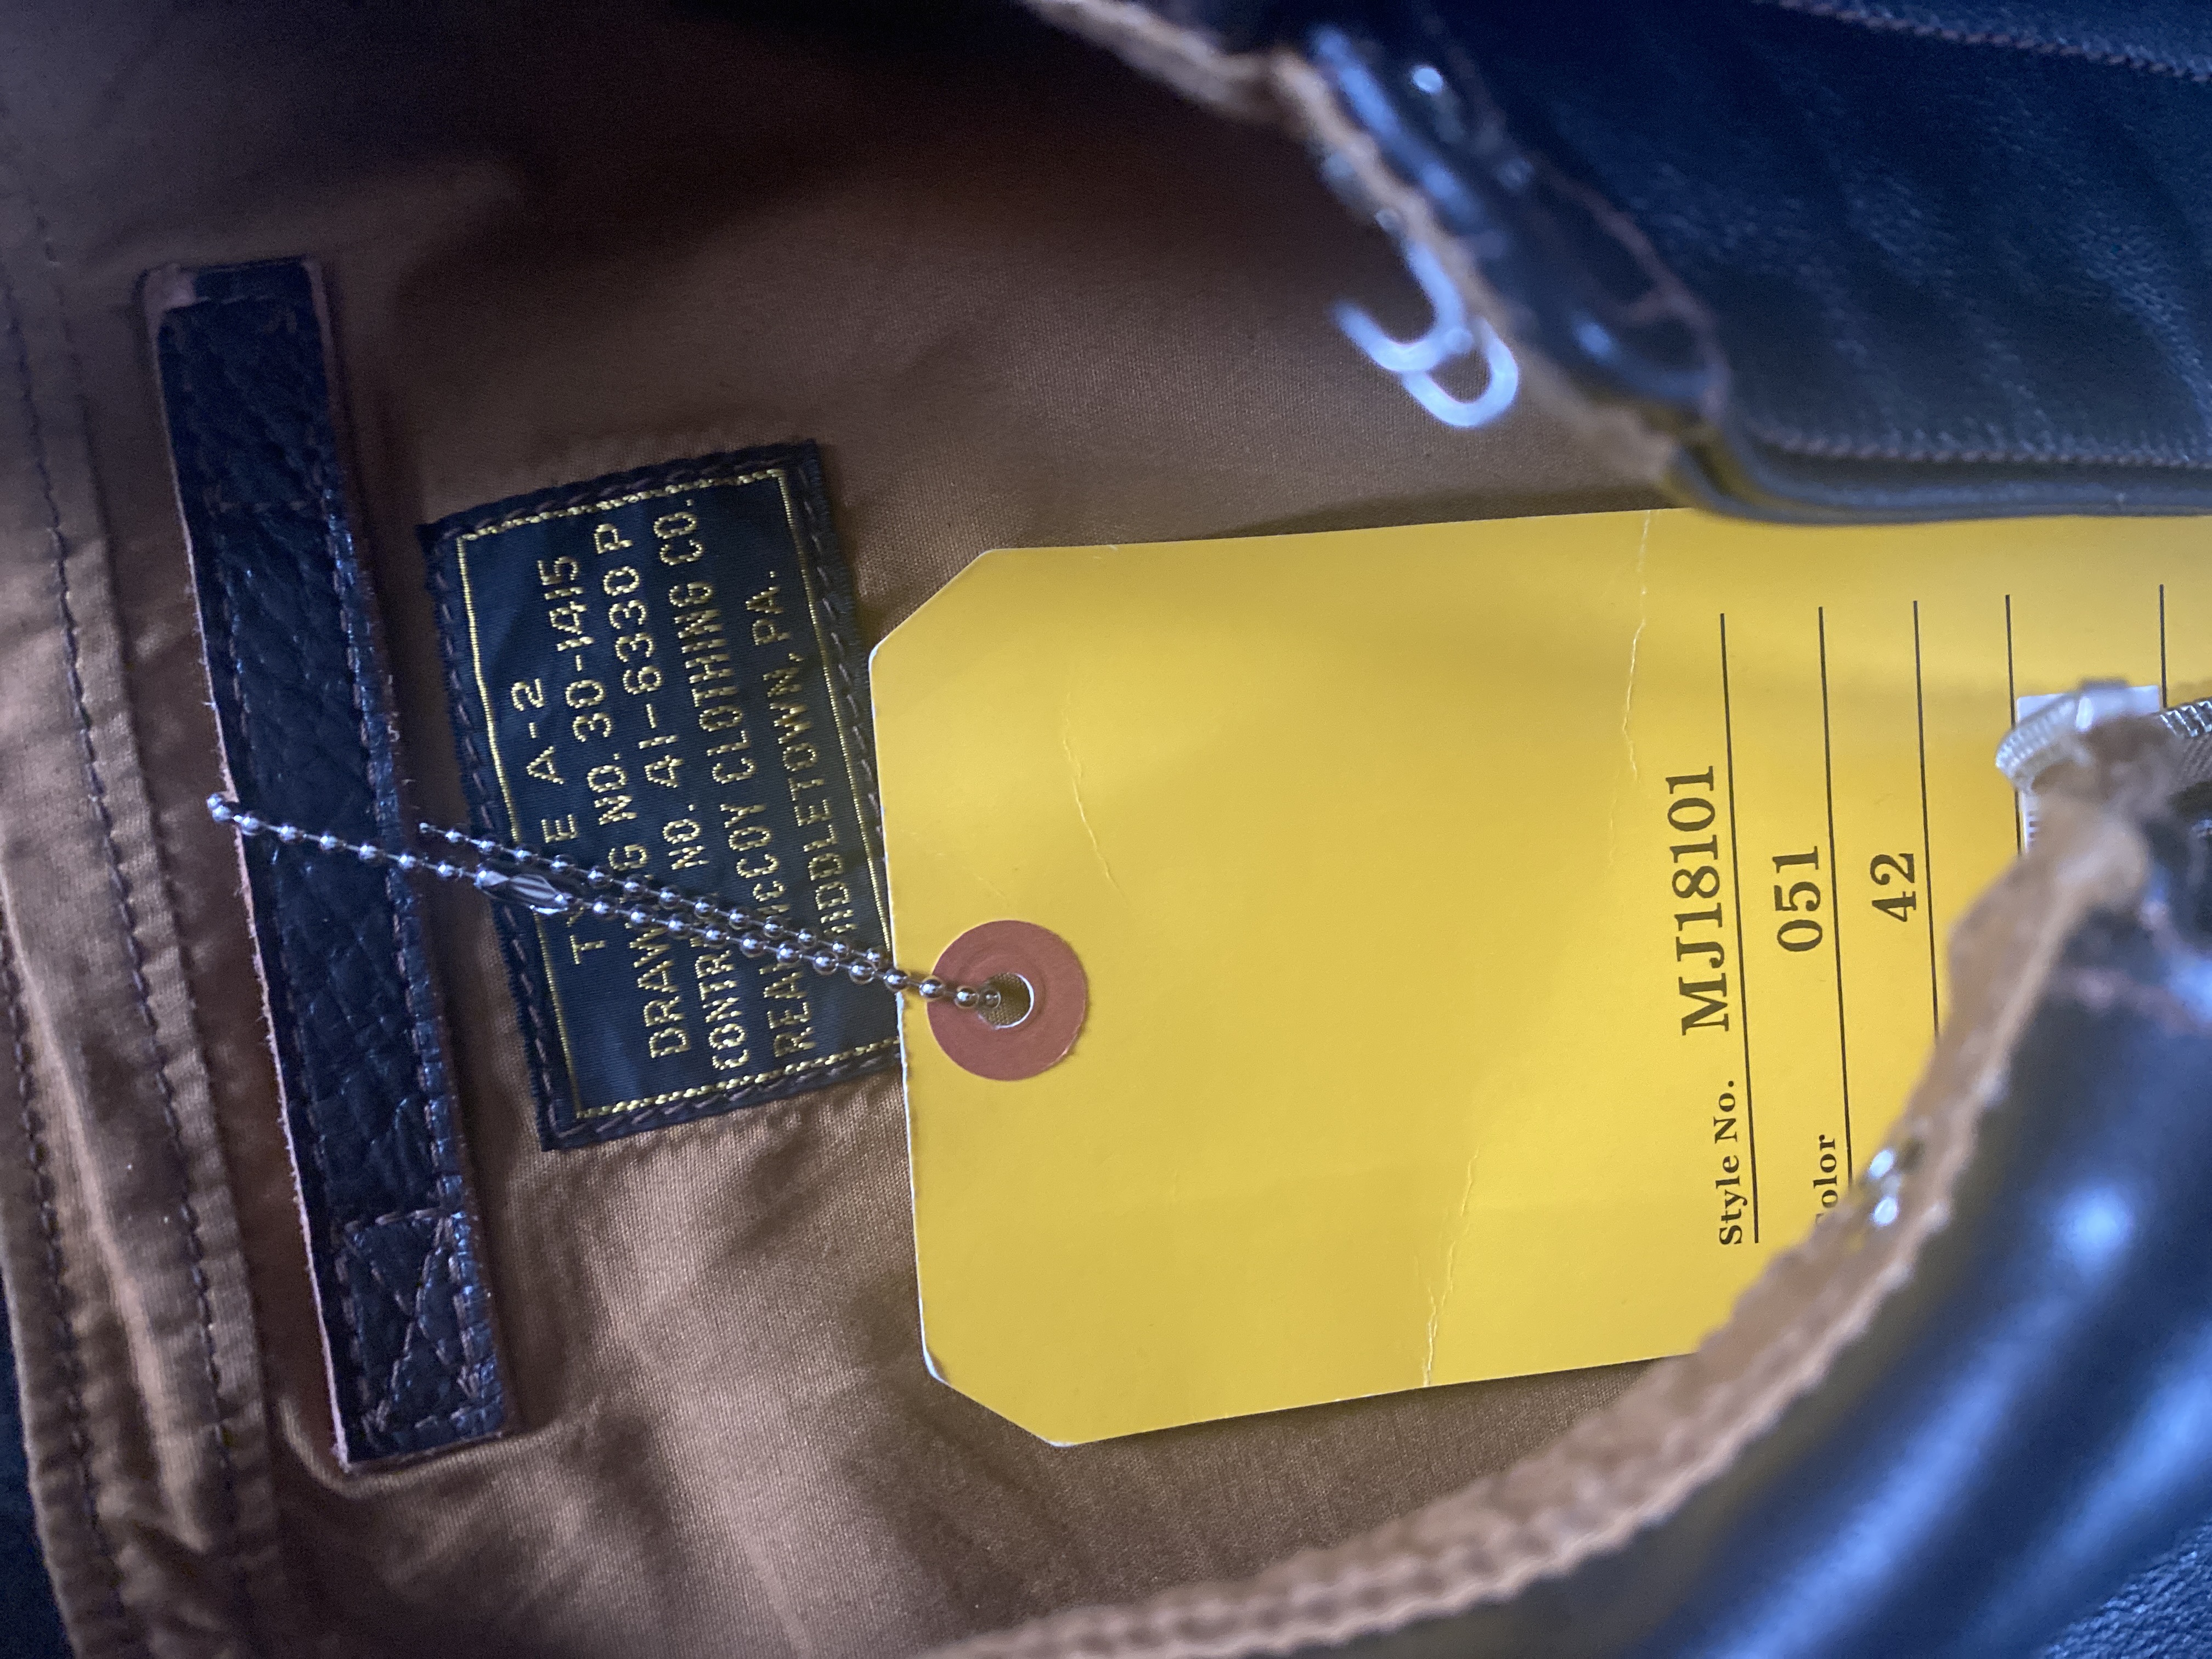 TYPE A-2
DRAWING NO. 30-1415
CONTRACT NO. 41-6330 P
REAL McCOY CLOTHING CO.
MIDDLETOWN, PA.
Style No. MJ18101
olor 051
42